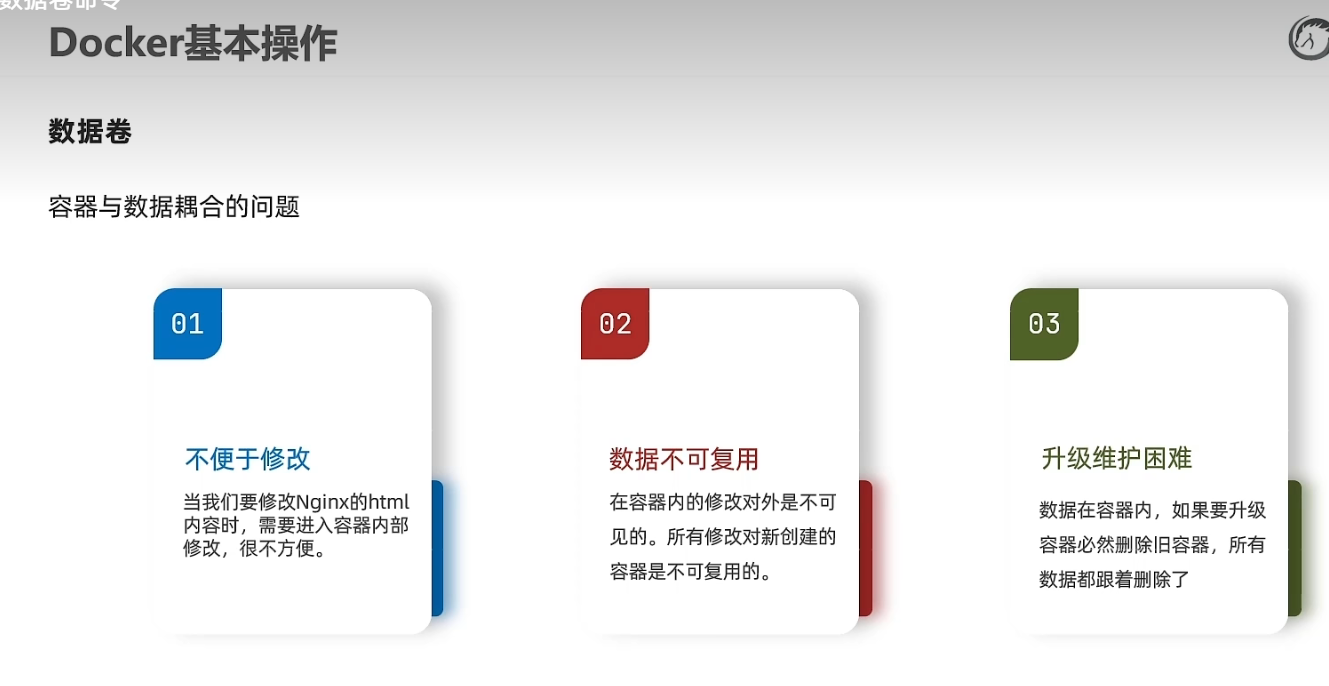 数据卷命令
Docker基本操作
数据卷
容器与数据耦合的问题
01
不便于修改
当我们要修改Nginx的html
内容时，需要进入容器内部
修改，很不方便。
02
数据不可复用
在容器内的修改对外是不可
见的。所有修改对新创建的
容器是不可复用的。
03
升级维护困难
数据在容器内，如果要升级
容器必然删除旧容器，所有
数据都跟着删除了